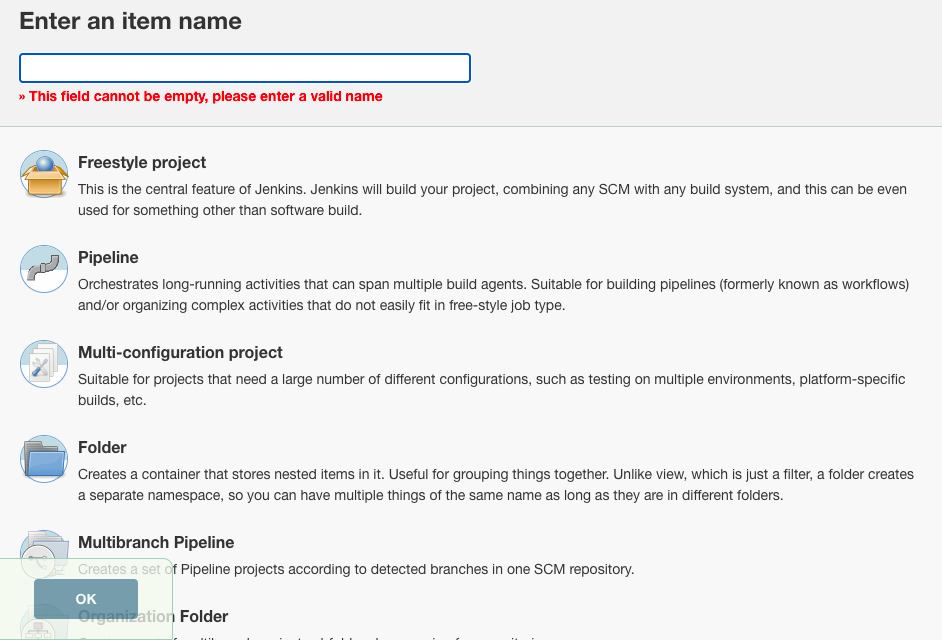 Enter an item name
» This field cannot be empty, please enter a valid name
Freestyle project
This is the central feature of Jenkins. Jenkins will build your project, combining any SCM with any build system, and this can be even
used for something other than software build.
Pipeline
Orchestrates long-running activities that can span multiple build agents. Suitable for building pipelines (formerly known as workflows)
and/or organizing complex activities that do not easily fit in free-style job type.
Multi-configuration project
Suitable for projects that need a large number of different configurations, such as testing on multiple environments, platform-specific
builds, etc.
Folder
Creates a container that stores nested items in it. Useful for grouping things together. Unlike view, which is just a filter, a folder creates
a separate namespace, so you can have multiple things of the same name as long as they are in different folders.
Multibranch Pipeline
Creates a set of Pipeline projects according to detected branches in one SCM repository.
OK
Organization Folder